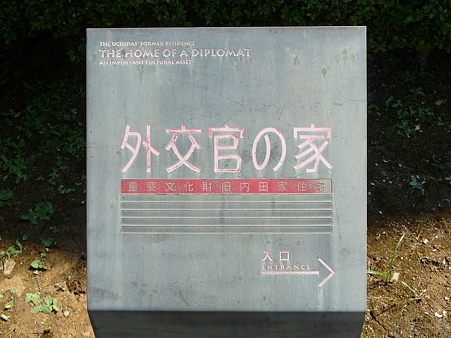 THE UCHIDAS' FORMER RESIDENCE
THE HOME OF A DIPLOMAT
AN IMPORTANT CULTURAL ASSET
外交官の家
重要文化財旧内田家住宅
入口
ENTRANCE